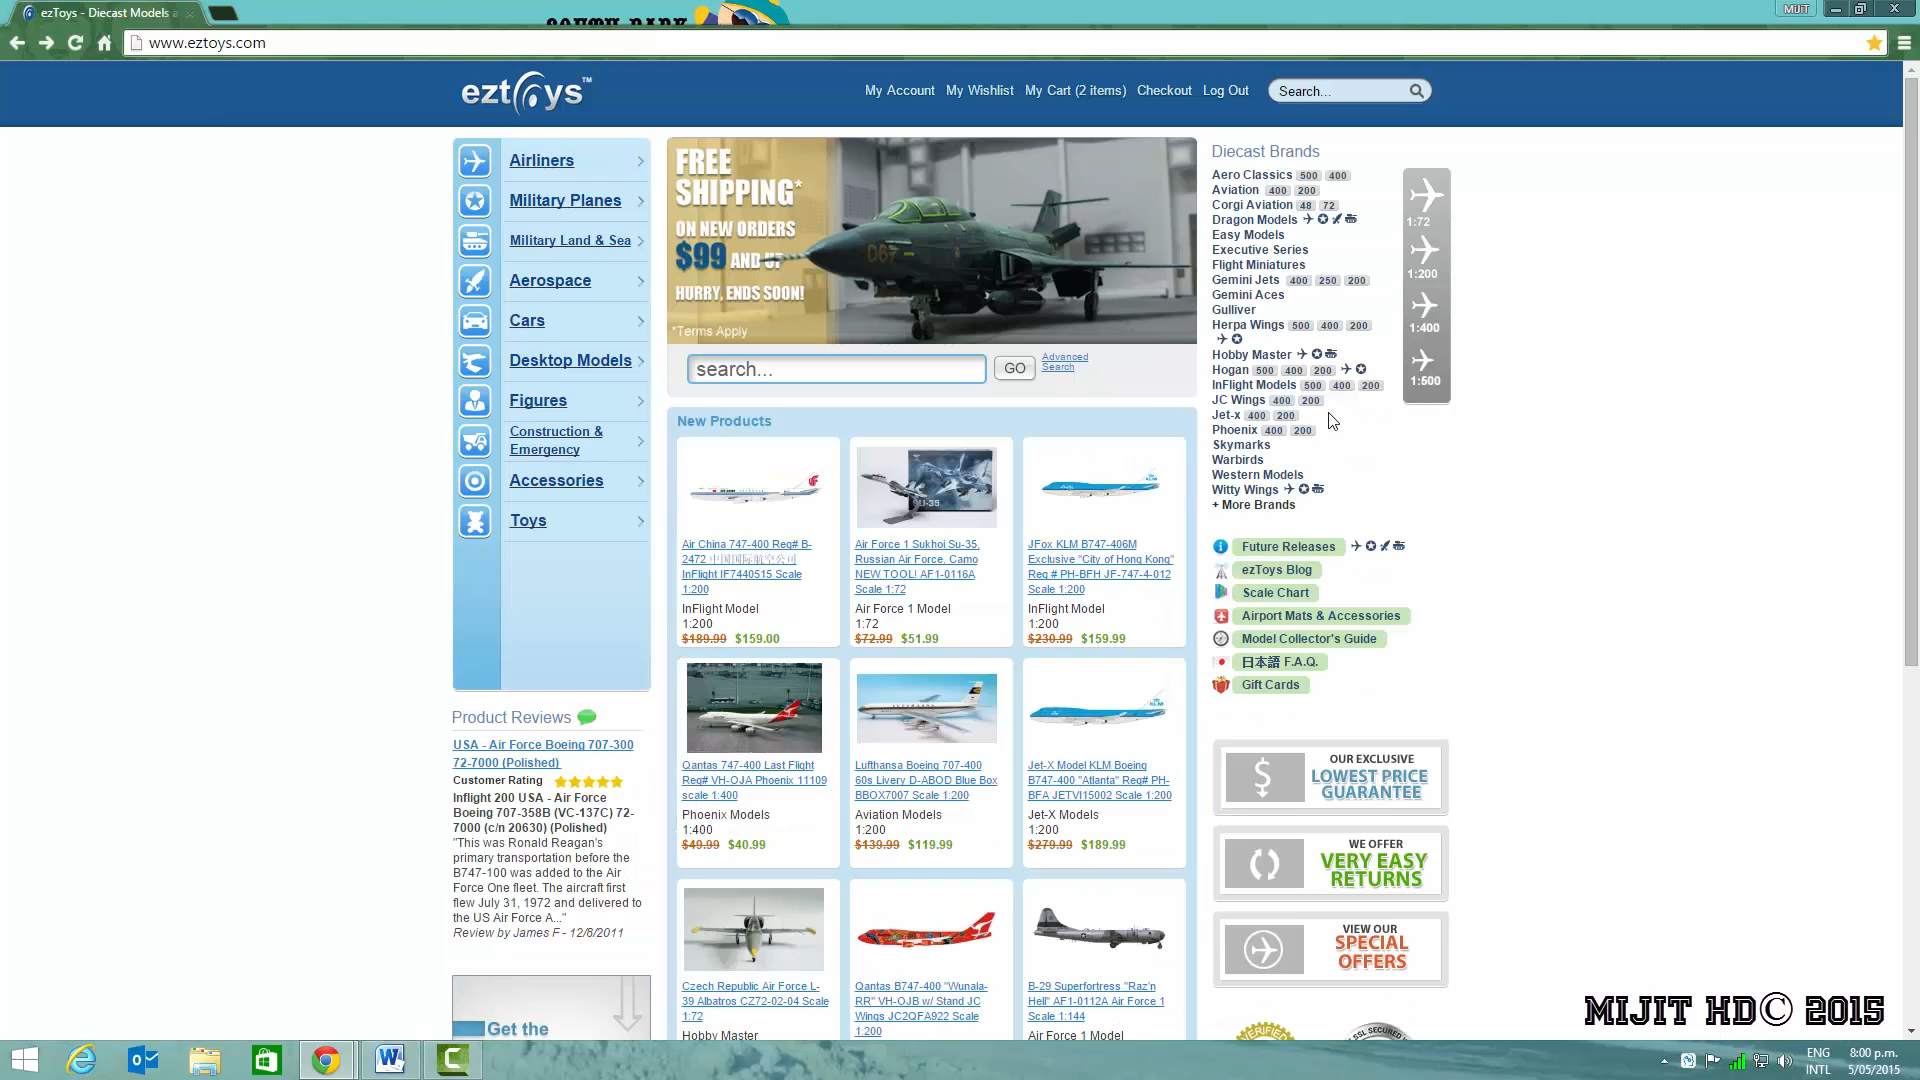 ezToys - Diecast Models a
MIJIT
www.eztoys.com
eztoys™
My Account
My Wishlist
My Cart (2 items)
Checkout
Log Out
Search...
Airliners
Military Planes
Military Land & Sea
Aerospace
Cars
Desktop Models
Figures
Construction &
Emergency
Accessories
Toys
Product Reviews
USA - Air Force Boeing 707-300
72-7000 (Polished)
Customer Rating
Inflight 200 USA - Air Force
Boeing 707-358B (VC-137C) 72-
7000 (c/n 20630) (Polished)
"This was Ronald Reagan's
primary transportation before the
B747-100 was added to the Air
Force One fleet. The aircraft first
flew July 31, 1972 and delivered to
the US Air Force A..."
Review by James F - 12/8/2011
Get the
FREE
SHIPPING*
ON NEW ORDERS
$99 AND UP
HURRY, ENDS SOON!
*Terms Apply
search...
GO
Advanced
Search
New Products
Air China 747-400 Reg# B-
2472 中国国际航空公司
InFlight IF7440515 Scale
1:200
InFlight Model
1:200
$189.99 $159.00
Air Force 1 Sukhoi Su-35,
Russian Air Force, Camo
NEW TOOL! AF1-0116A
Scale 1:72
Air Force 1 Model
1:72
$72.99 $51.99
JFox KLM B747-406M
Exclusive "City of Hong Kong"
Reg # PH-BFH JF-747-4-012
Scale 1:200
InFlight Model
1:200
$230.99 $159.99
Qantas 747-400 Last Flight
Reg# VH-OJA Phoenix 11109
scale 1:400
Phoenix Models
1:400
$49.99 $40.99
Lufthansa Boeing 707-400
60s Livery D-ABOD Blue Box
BBOX7007 Scale 1:200
Aviation Models
1:200
$139.99 $119.99
Jet-X Model KLM Boeing
B747-400 "Atlanta" Reg# PH-
BFA JETVI15002 Scale 1:200
Jet-X Models
1:200
$279.99 $189.99
Czech Republic Air Force L-
39 Albatros CZ72-02-04 Scale
1:72
Hobby Master
Qantas B747-400 "Wunala-
RR" VH-OJB w/ Stand JC
Wings JC2QFA922 Scale
1:200
B-29 Superfortress "Raz'n
Hell" AF1-0112A Air Force 1
Scale 1:144
Air Force 1 Model
Diecast Brands
Aero Classics 500 400
Aviation 400 200
Corgi Aviation 48 72
Dragon Models
Easy Models
Executive Series
Flight Miniatures
Gemini Jets 400 250 200
Gemini Aces
Gulliver
Herpa Wings 500 400 200
Hobby Master
Hogan 500 400 200
InFlight Models 500 400 200
JC Wings 400 200
Jet-x 400 200
Phoenix 400 200
Skymarks
Warbirds
Western Models
Witty Wings
+ More Brands
1:72
1:200
1:400
1:500
Future Releases
ezToys Blog
Scale Chart
Airport Mats & Accessories
Model Collector's Guide
日本語 F.A.Q.
Gift Cards
OUR EXCLUSIVE
LOWEST PRICE
GUARANTEE
WE OFFER
VERY EASY
RETURNS
VIEW OUR
SPECIAL
OFFERS
MIJIT HD© 2015
ENG
INTL
8:00 p.m.
5/05/2015